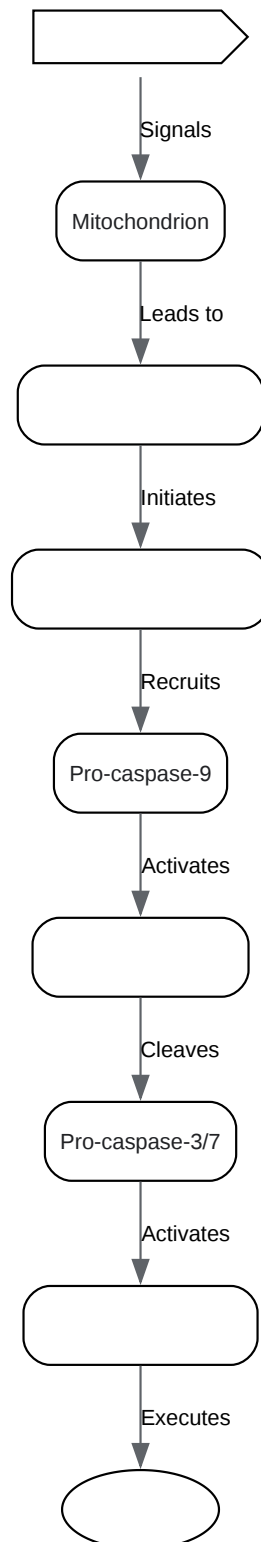 Signals
Mitochondrion
Leads to
Initiates
Recruits
Pro-caspase-9
Activates
Cleaves
Pro-caspase-3/7
Activates
Executes